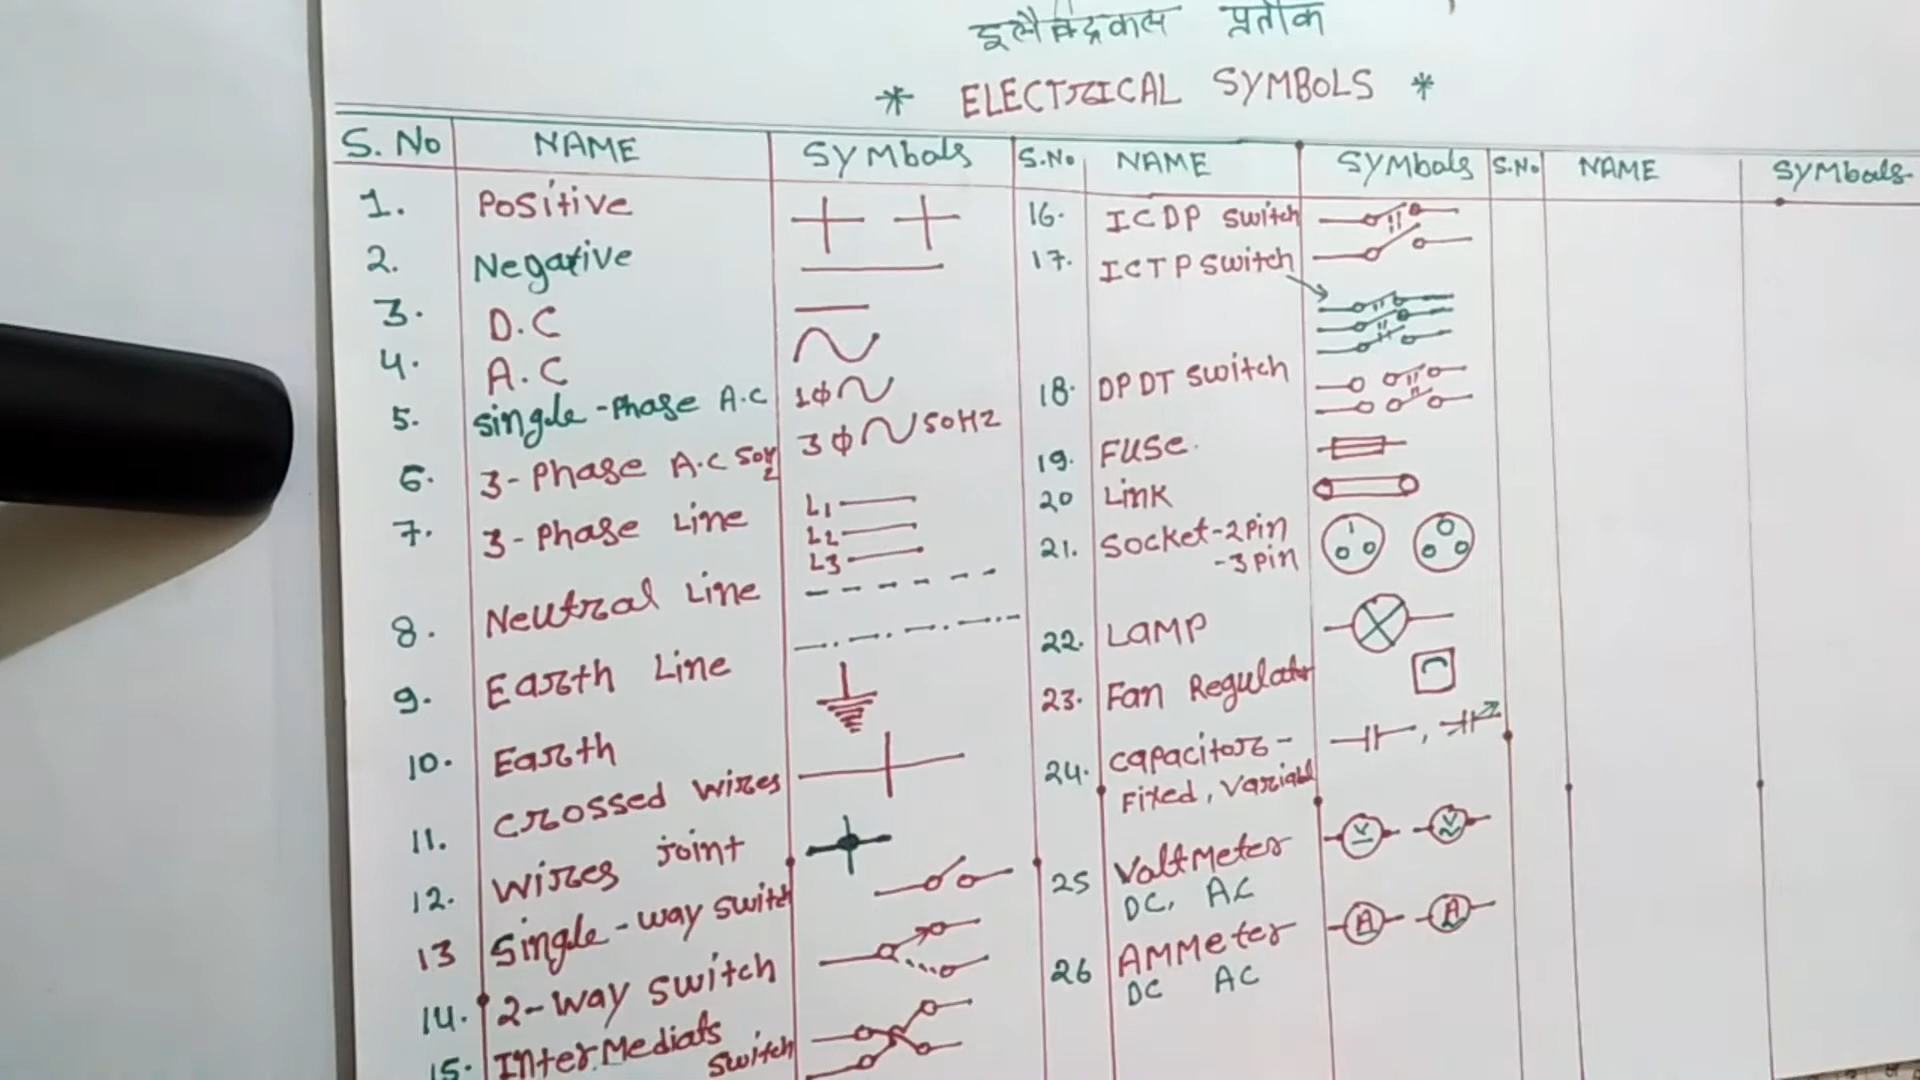 इलैक्ट्रिकल प्रतीक
* ELECTRICAL SYMBOLS *
S.No NAME SYMbols S.No NAME SYMbols S.No NAME SYMbols
1. Positive
2. Negative
3. D.C
4. A.C
5. Single-Phase A.C 1ϕ
6. 3-Phase A.C 50Hz 3ϕ 50HZ
7. 3-Phase Line L1 L2 L3
8. Neutral Line
9. Earth Line
10. Earth
11. Crossed wires
12. Wires joint
13 Single-way switch
14. 2-way switch
15. InterMediats switch
16. ICDP switch
17. ICTP switch
18. DPDT switch
19. FUSE.
20 Link
21. Socket-2pin
-3pin
22. LAMP
23. Fan Regulator
24. capacitors-
Fixed, Variabl
25 VoltMeter V V
DC, AC
26 AMMeter A A
DC AC